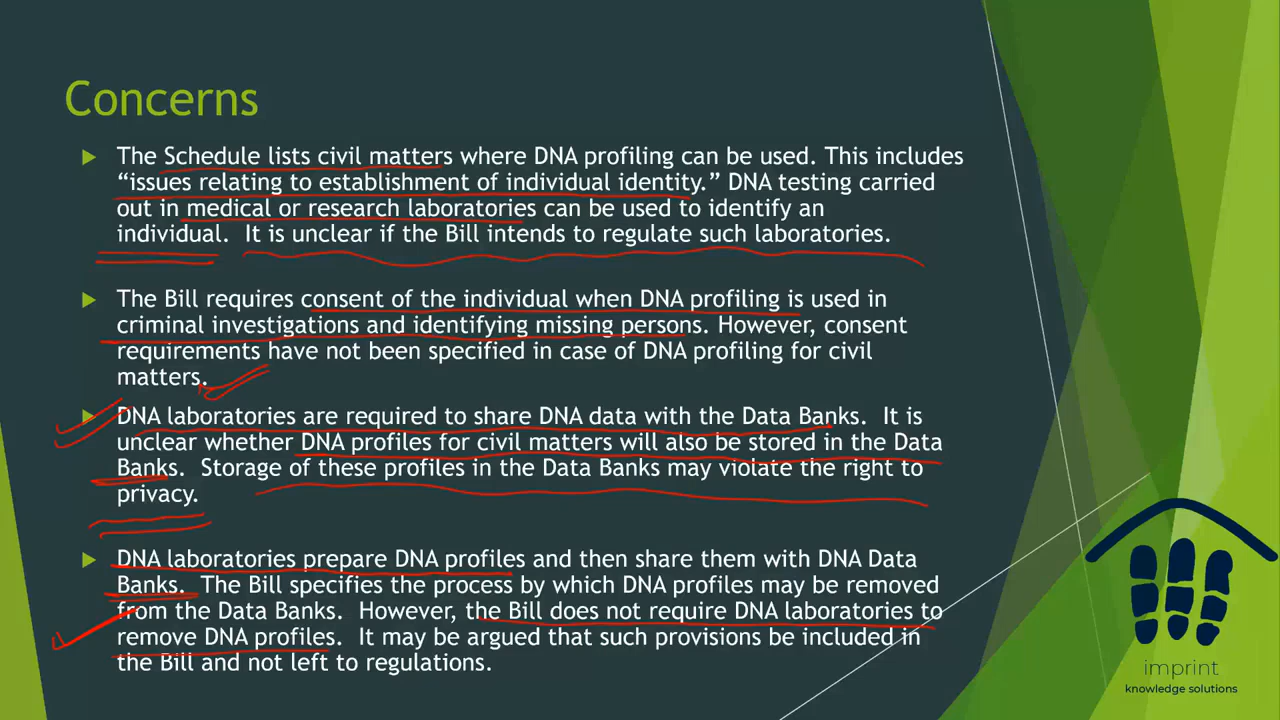 Concerns
The Schedule lists civil matters where DNA profiling can be used. This includes
“issues relating to establishment of individual identity.” DNA testing carried
out in medical or research laboratories can be used to identify an
individual. It is unclear if the Bill intends to regulate such laboratories.
The Bill requires consent of the individual when DNA profiling is used in
criminal investigations and identifying missing persons. However, consent
requirements have not been specified in case of DNA profiling for civil
matters.
DNA laboratories are required to share DNA data with the Data Banks. It is
unclear whether DNA profiles for civil matters will also be stored in the Data
Banks. Storage of these profiles in the Data Banks may violate the right to
privacy.
DNA laboratories prepare DNA profiles and then share them with DNA Data
Banks. The Bill specifies the process by which DNA profiles may be removed
from the Data Banks. However, the Bill does not require DNA laboratories to
remove DNA profiles. It may be argued that such provisions be included in
the Bill and not left to regulations.
imprint
knowledge solutions